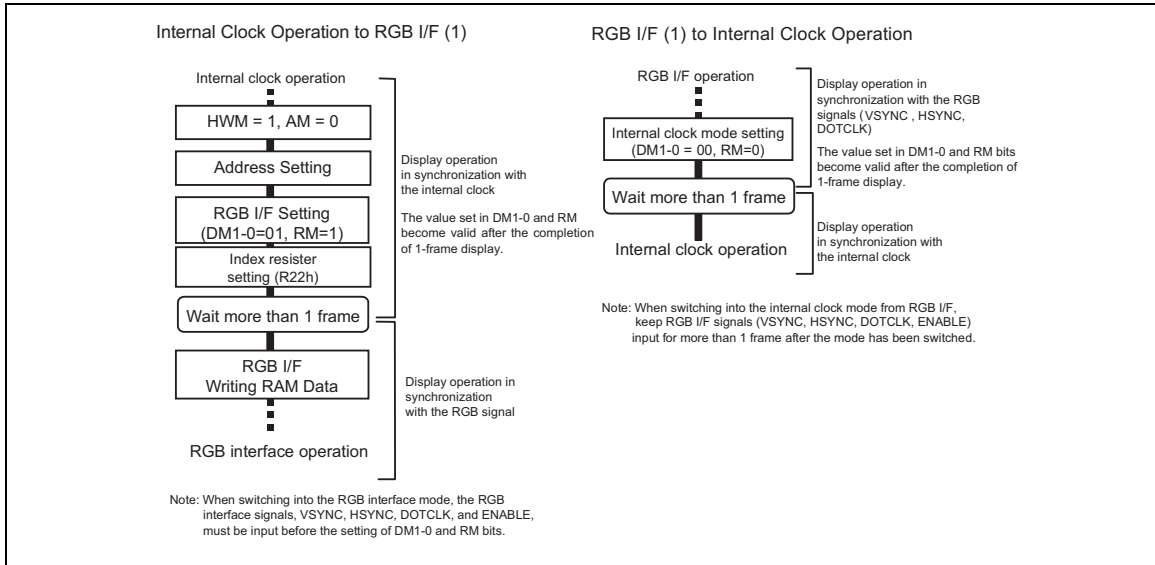 Internal Clock Operation to RGB I/F (1)
Internal clock operation
HWM = 1, AM = 0
Address Setting
RGB I/F Setting
(DM1-0=01, RM=1)
Index resister
setting (R22h)
Wait more than 1 frame
RGB I/F
Writing RAM Data
RGB interface operation
Display operation
in synchronization with
the internal clock
The value set in DM1-0 and RM
become valid after the completion
of 1-frame display.
Display operation in
synchronization
with the RGB signal
Note: When switching into the RGB interface mode, the RGB
interface signals, VSYNC, HSYNC, DOTCLK, and ENABLE,
must be input before the setting of DM1-0 and RM bits.
RGB I/F (1) to Internal Clock Operation
RGB I/F operation
Internal clock mode setting
(DM1-0 = 00, RM=0)
Wait more than 1 frame
Internal clock operation
Display operation in
synchronization with the RGB
signals (VSYNC , HSYNC,
DOTCLK)
The value set in DM1-0 and RM bits
become valid after the completion of
1-frame display.
Display operation
in synchronization with
the internal clock
Note: When switching into the internal clock mode from RGB I/F,
keep RGB I/F signals (VSYNC, HSYNC, DOTCLK, ENABLE)
input for more than 1 frame after the mode has been switched.